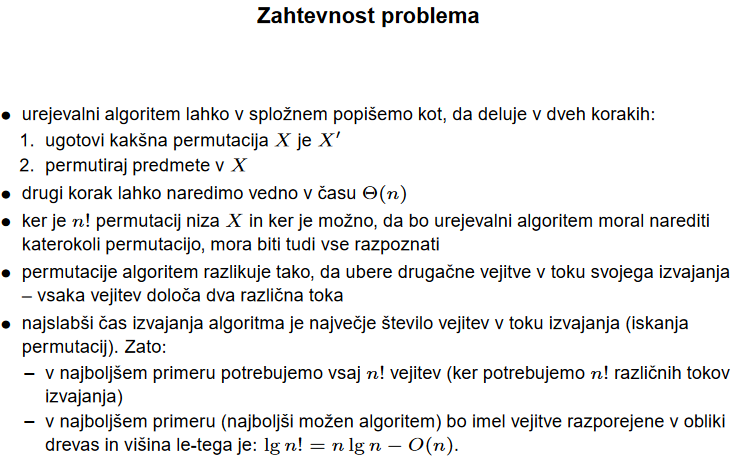 Zahtevnost problema
● urejevalni algoritem lahko v spložnem popišemo kot, da deluje v dveh korakih:
1. ugotovi kakšna permutacija X je X′
2. permutiraj predmete v X
● drugi korak lahko naredimo vedno v času Θ(n)
● ker je n! permutacij niza X in ker je možno, da bo urejevalni algoritem moral narediti
katerokoli permutacijo, mora biti tudi vse razpoznati
● permutacije algoritem razlikuje tako, da ubere drugačne vejitve v toku svojega izvajanja
– vsaka vejitev določa dva različna toka
● najslabši čas izvajanja algoritma je največje število vejitev v toku izvajanja (iskanja
permutacij). Zato:
– v najboljšem primeru potrebujemo vsaj n! vejitev (ker potrebujemo n! različnih tokov
izvajanja)
– v najboljšem primeru (najboljši možen algoritem) bo imel vejitve razporejene v obliki
drevas in višina le-tega je: lg n! = n lg n − O(n).